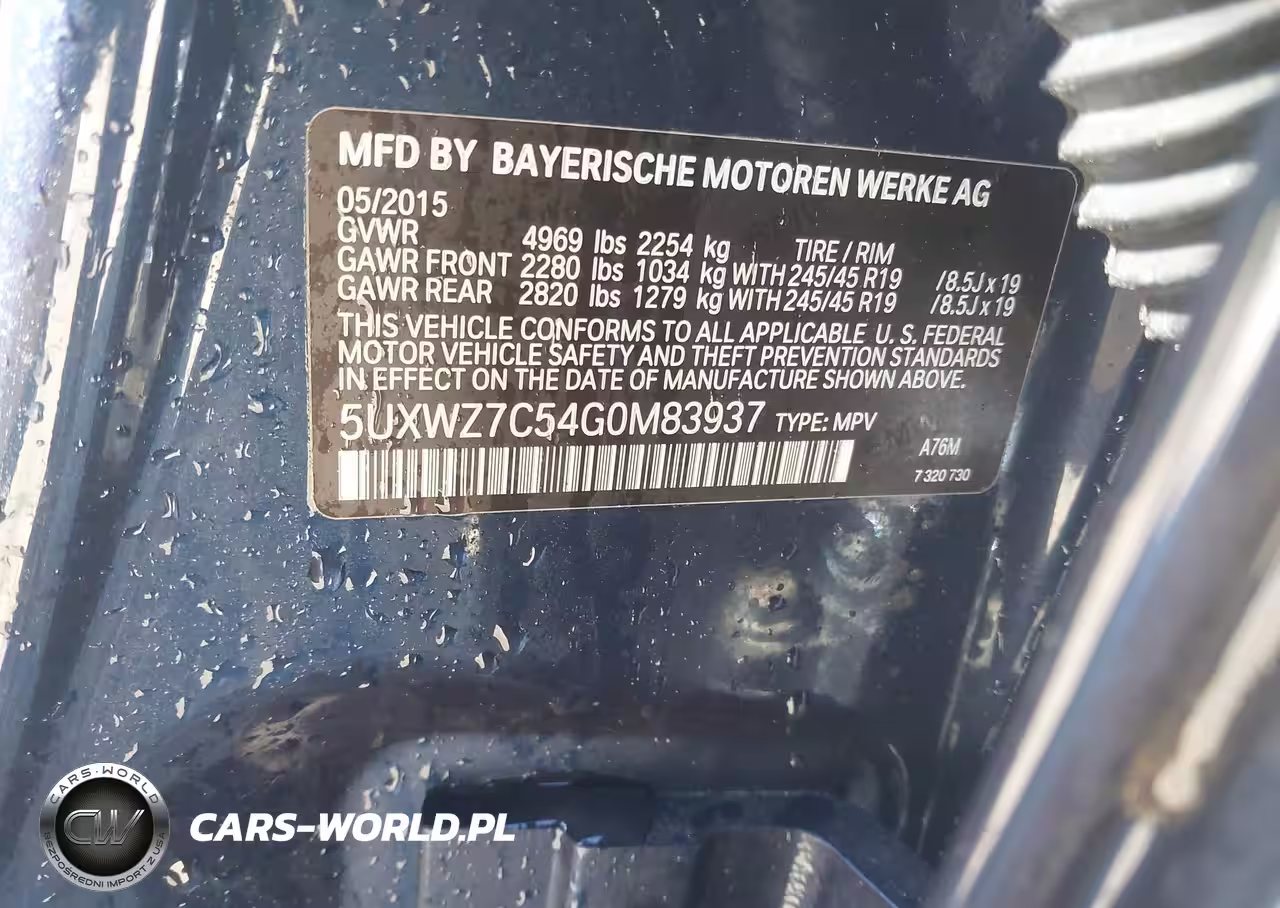 MFD BY BAYERISCHE MOTOREN WERKE AG
05/2015
GVWR 4969 lbs 2254 kg TIRE / RIM
GAWR FRONT 2280 lbs 1034 kg WITH 245/45 R19 /8.5J x 19
GAWR REAR 2820 lbs 1279 kg WITH 245/45 R19 /8.5J x 19
THIS VEHICLE CONFORMS TO ALL APPLICABLE U. S. FEDERAL
MOTOR VEHICLE SAFETY AND THEFT PREVENTION STANDARDS
IN EFFECT ON THE DATE OF MANUFACTURE SHOWN ABOVE.
5UXWZ7C54G0M83937 TYPE: MPV
A76M
7 320 730
CARS-WORLD
CW
BEZPOŚREDNI IMPORT Z USA
CARS-WORLD.PL